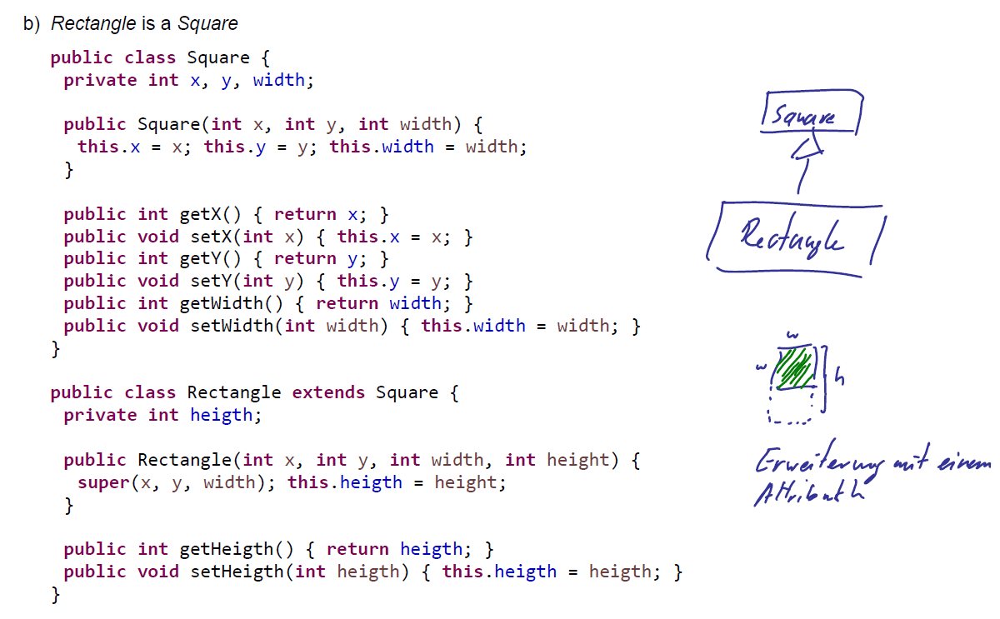 b) Rectangle is a Square
public class Square {
private int x, y, width;
public Square(int x, int y, int width) {
this.x = x; this.y = y; this.width = width;
}
public int getX() { return x; }
public void setX(int x) { this.x = x; }
public int getY() { return y; }
public void setY(int y) { this.y = y; }
public int getWidth() { return width; }
public void setWidth(int width) { this.width = width; }
}
public class Rectangle extends Square {
private int heigth;
public Rectangle(int x, int y, int width, int height) {
super(x, y, width); this.heigth = height;
}
public int getHeigth() { return heigth; }
public void setHeigth(int heigth) { this.heigth = heigth; }
}
Square
Rectangle
w
w
h
Erweiterung mit einem
Attribut h